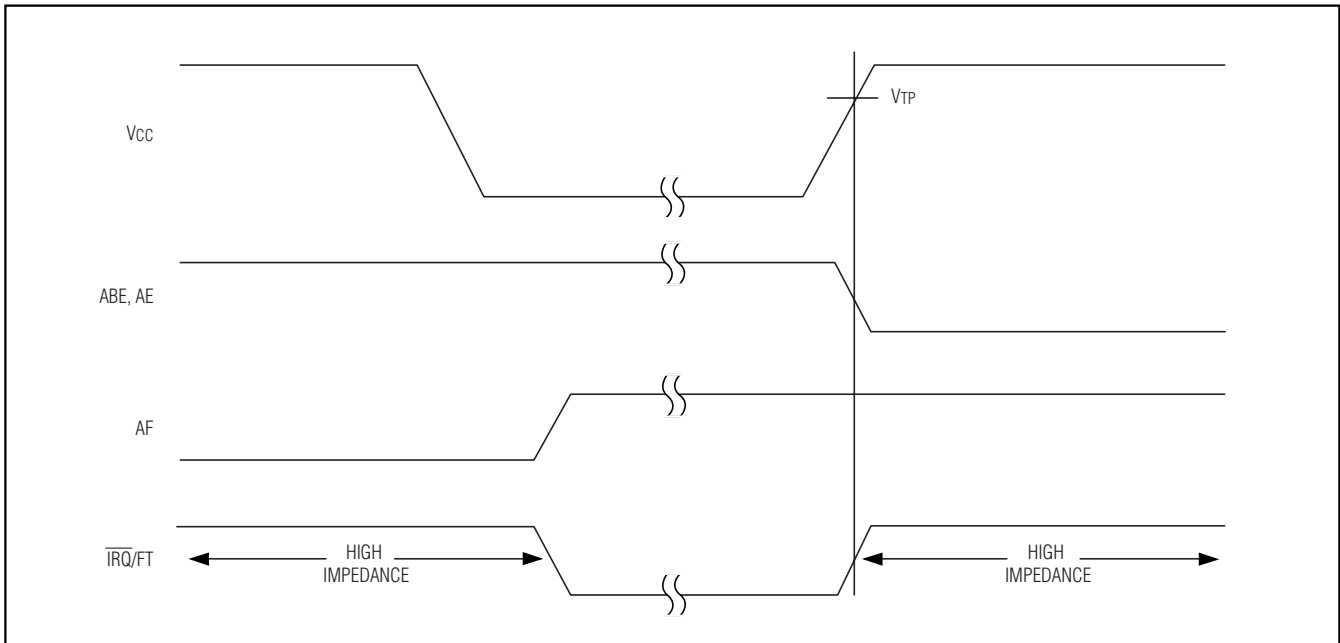 VCC
VTP
ABE, AE
AF
IRQ/FT
HIGH
IMPEDANCE
HIGH
IMPEDANCE